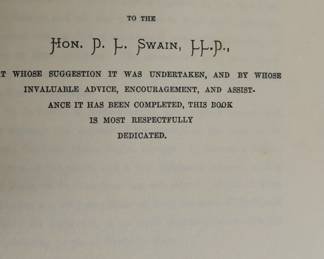 TO THE
HON. D. L. SWAIN, LL.D.,
T WHOSE SUGGESTION IT WAS UNDERTAKEN, AND BY WHOSE
INVALUABLE ADVICE, ENCOURAGEMENT, AND ASSIST-
ANCE IT HAS BEEN COMPLETED, THIS BOOK
IS MOST RESPECTFULLY
DEDICATED.